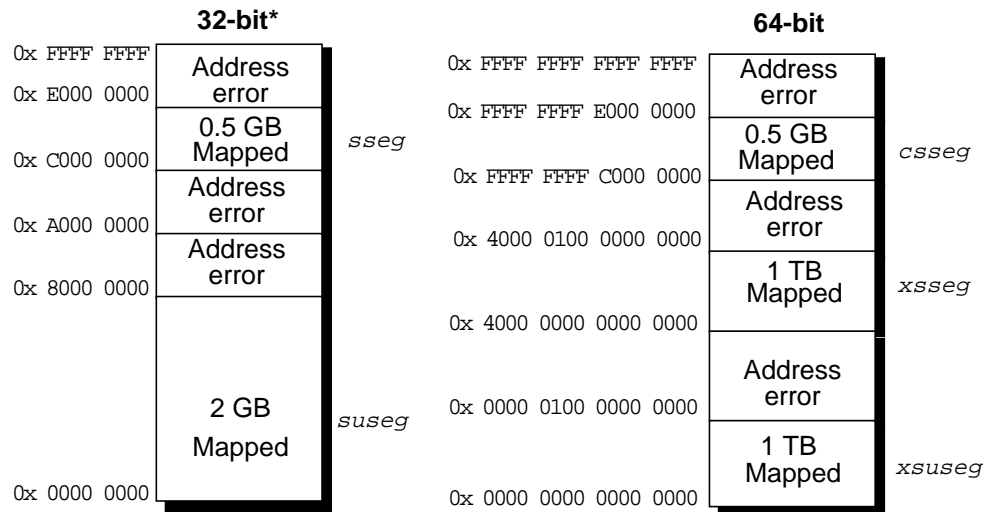 32-bit*
0x FFFF FFFF
Address
error
0x E000 0000
0.5 GB
Mapped
sseg
0x C000 0000
Address
error
0x A000 0000
Address
error
0x 8000 0000
2 GB
Mapped
suseg
0x 0000 0000
64-bit
0x FFFF FFFF FFFF FFFF
Address
error
0x FFFF FFFF E000 0000
0.5 GB
Mapped
csseg
0x FFFF FFFF C000 0000
Address
error
0x 4000 0100 0000 0000
1 TB
Mapped
xsseg
0x 4000 0000 0000 0000
Address
error
0x 0000 0100 0000 0000
1 TB
Mapped
xsuseg
0x 0000 0000 0000 0000